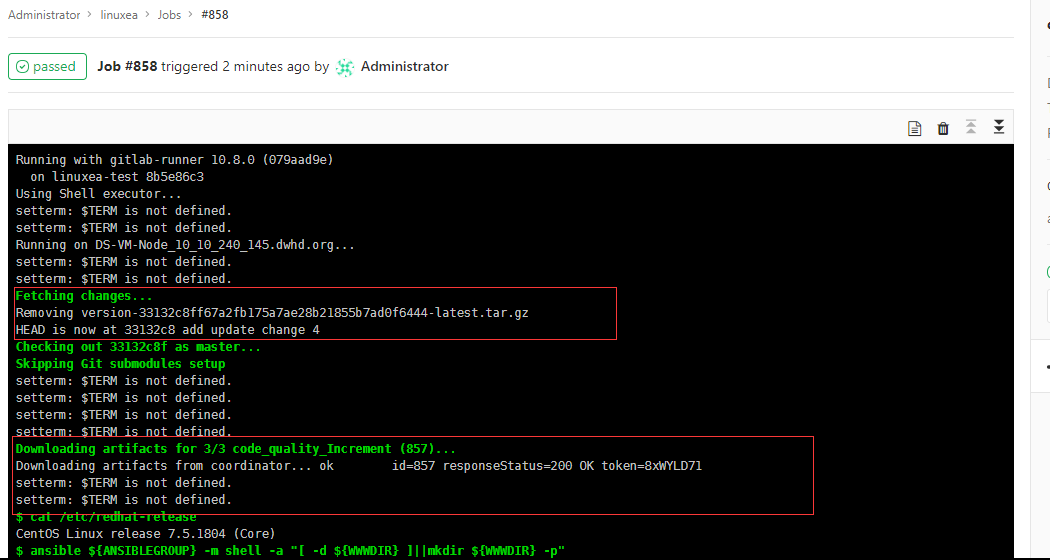 Administrator > linuxea > Jobs > #858
passed Job #858 triggered 2 minutes ago by Administrator
Running with gitlab-runner 10.8.0 (079aad9e)
on linuxea-test 8b5e86c3
Using Shell executor...
setterm: $TERM is not defined.
setterm: $TERM is not defined.
Running on DS-VM-Node_10_10_240_145.dwhd.org...
setterm: $TERM is not defined.
setterm: $TERM is not defined.
Fetching changes...
Removing version-33132c8ff67a2fb175a7ae28b21855b7ad0f6444-latest.tar.gz
HEAD is now at 33132c8 add update change 4
Checking out 33132c8f as master...
Skipping Git submodules setup
setterm: $TERM is not defined.
setterm: $TERM is not defined.
setterm: $TERM is not defined.
setterm: $TERM is not defined.
Downloading artifacts for 3/3 code_quality_Increment (857)...
Downloading artifacts from coordinator... ok id=857 responseStatus=200 OK token=8xWYLD71
setterm: $TERM is not defined.
setterm: $TERM is not defined.
$ cat /etc/redhat-release
CentOS Linux release 7.5.1804 (Core)
$ ansible ${ANSIBLEGROUP} -m shell -a "[ -d ${WWWDIR} ]||mkdir ${WWWDIR} -p"